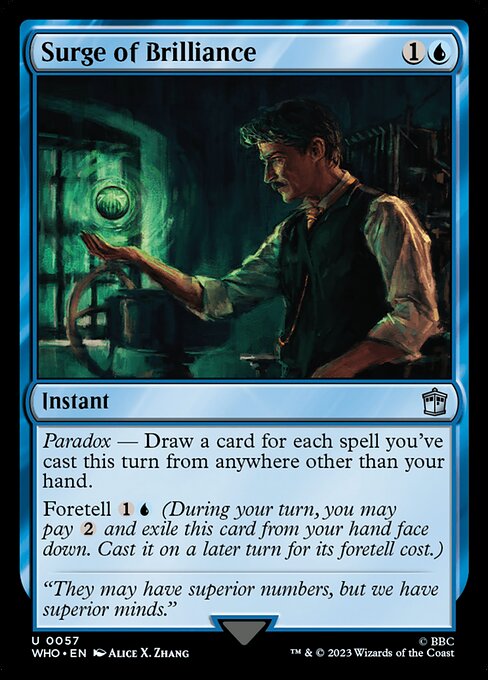 Surge of Brilliance 1
Instant
Paradox — Draw a card for each spell you've
cast this turn from anywhere other than your
hand.
Foretell 1 (During your turn, you may
pay 2 and exile this card from your hand face
down. Cast it on a later turn for its foretell cost.)
"They may have superior numbers, but we have
superior minds."
U 0057
WHO • EN Alice X. Zhang
© BBC
™ & © 2023 Wizards of the Coast